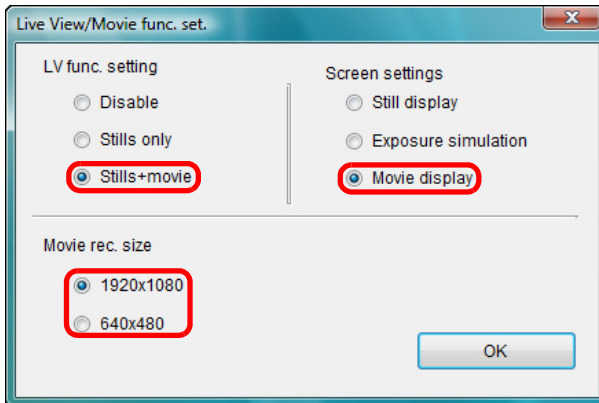 Live View/Movie func. set.
LV func. setting
Disable
Stills only
Stills+movie
Screen settings
Still display
Exposure simulation
Movie display
Movie rec. size
1920x1080
640x480
OK